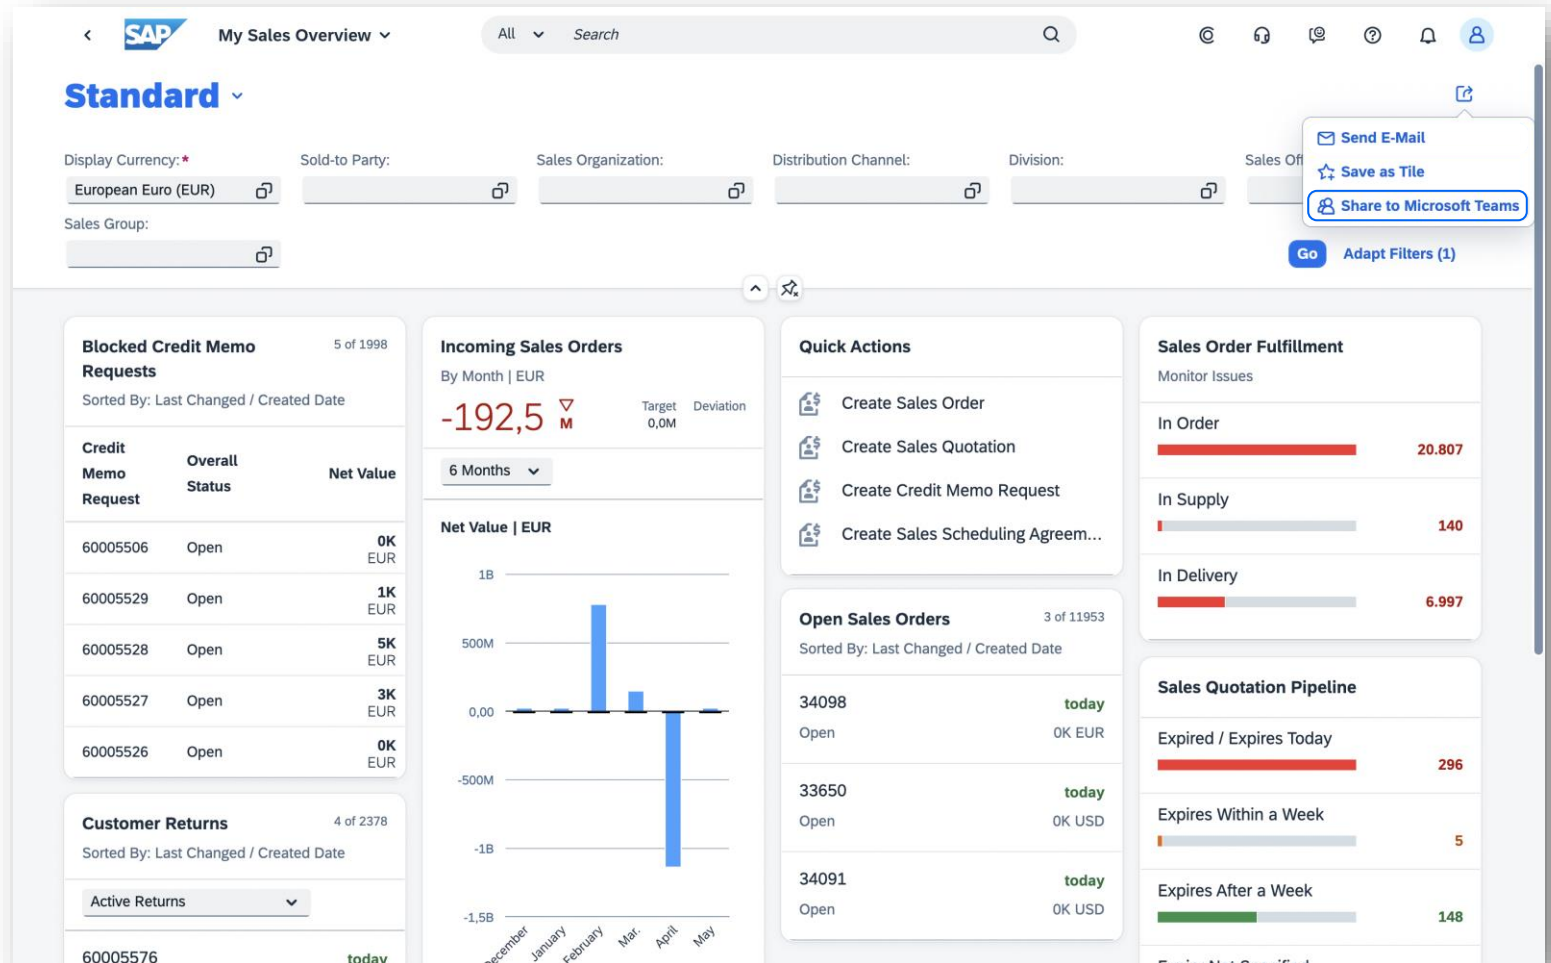 SAP
My Sales Overview
All
Search
Standard
Send E-Mail
Save as Tile
Share to Microsoft Teams
Display Currency:*
Sold-to Party:
Sales Organization:
Distribution Channel:
Division:
Sales
European Euro (EUR)
Sales Group:
Go
Adapt Filters (1)
Blocked Credit Memo
Requests
5 of 1998
Sorted By: Last Changed / Created Date
Credit
Memo
Request
Overall
Status
Net Value
60005506 Open 0K
EUR
60005529 Open 1K
EUR
60005528 Open 5K
EUR
60005527 Open 3K
EUR
60005526 Open 0K
EUR
Customer Returns
4 of 2378
Sorted By: Last Changed / Created Date
Active Returns
60005576 today
Incoming Sales Orders
By Month | EUR
-192,5 M
Target
0,0M
Deviation
6 Months
Net Value | EUR
1B
500M
0,00
-500M
-1B
-1,5B
December January February Mar. April May
Quick Actions
Create Sales Order
Create Sales Quotation
Create Credit Memo Request
Create Sales Scheduling Agreem...
Open Sales Orders
3 of 11953
Sorted By: Last Changed / Created Date
34098 today
Open 0K EUR
33650 today
Open 0K USD
34091 today
Open 0K USD
Sales Order Fulfillment
Monitor Issues
In Order
20.807
In Supply
140
In Delivery
6.997
Sales Quotation Pipeline
Expired / Expires Today
296
Expires Within a Week
5
Expires After a Week
148